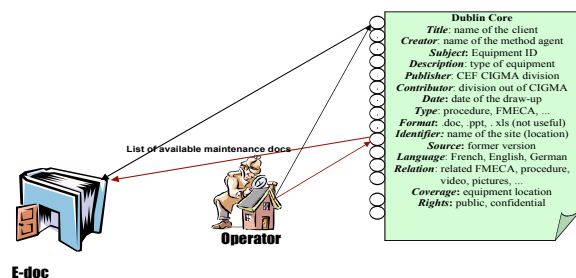 Dublin Core
Title: name of the client
Creator: name of the method agent
Subject: Equipment ID
Description: type of equipment
Publisher: CEF CIGMA division
Contributor: division out of CIGMA
Date: date of the draw-up
Type: procedure, FMECA, ...
Format: .doc, .ppt, . xls (not useful)
Identifier: name of the site (location)
Source: former version
Language: French, English, German
Relation: related FMECA, procedure,
video, pictures, ...
Coverage: equipment location
Rights: public, confidential
List of available maintenance docs
Operator
E-doc